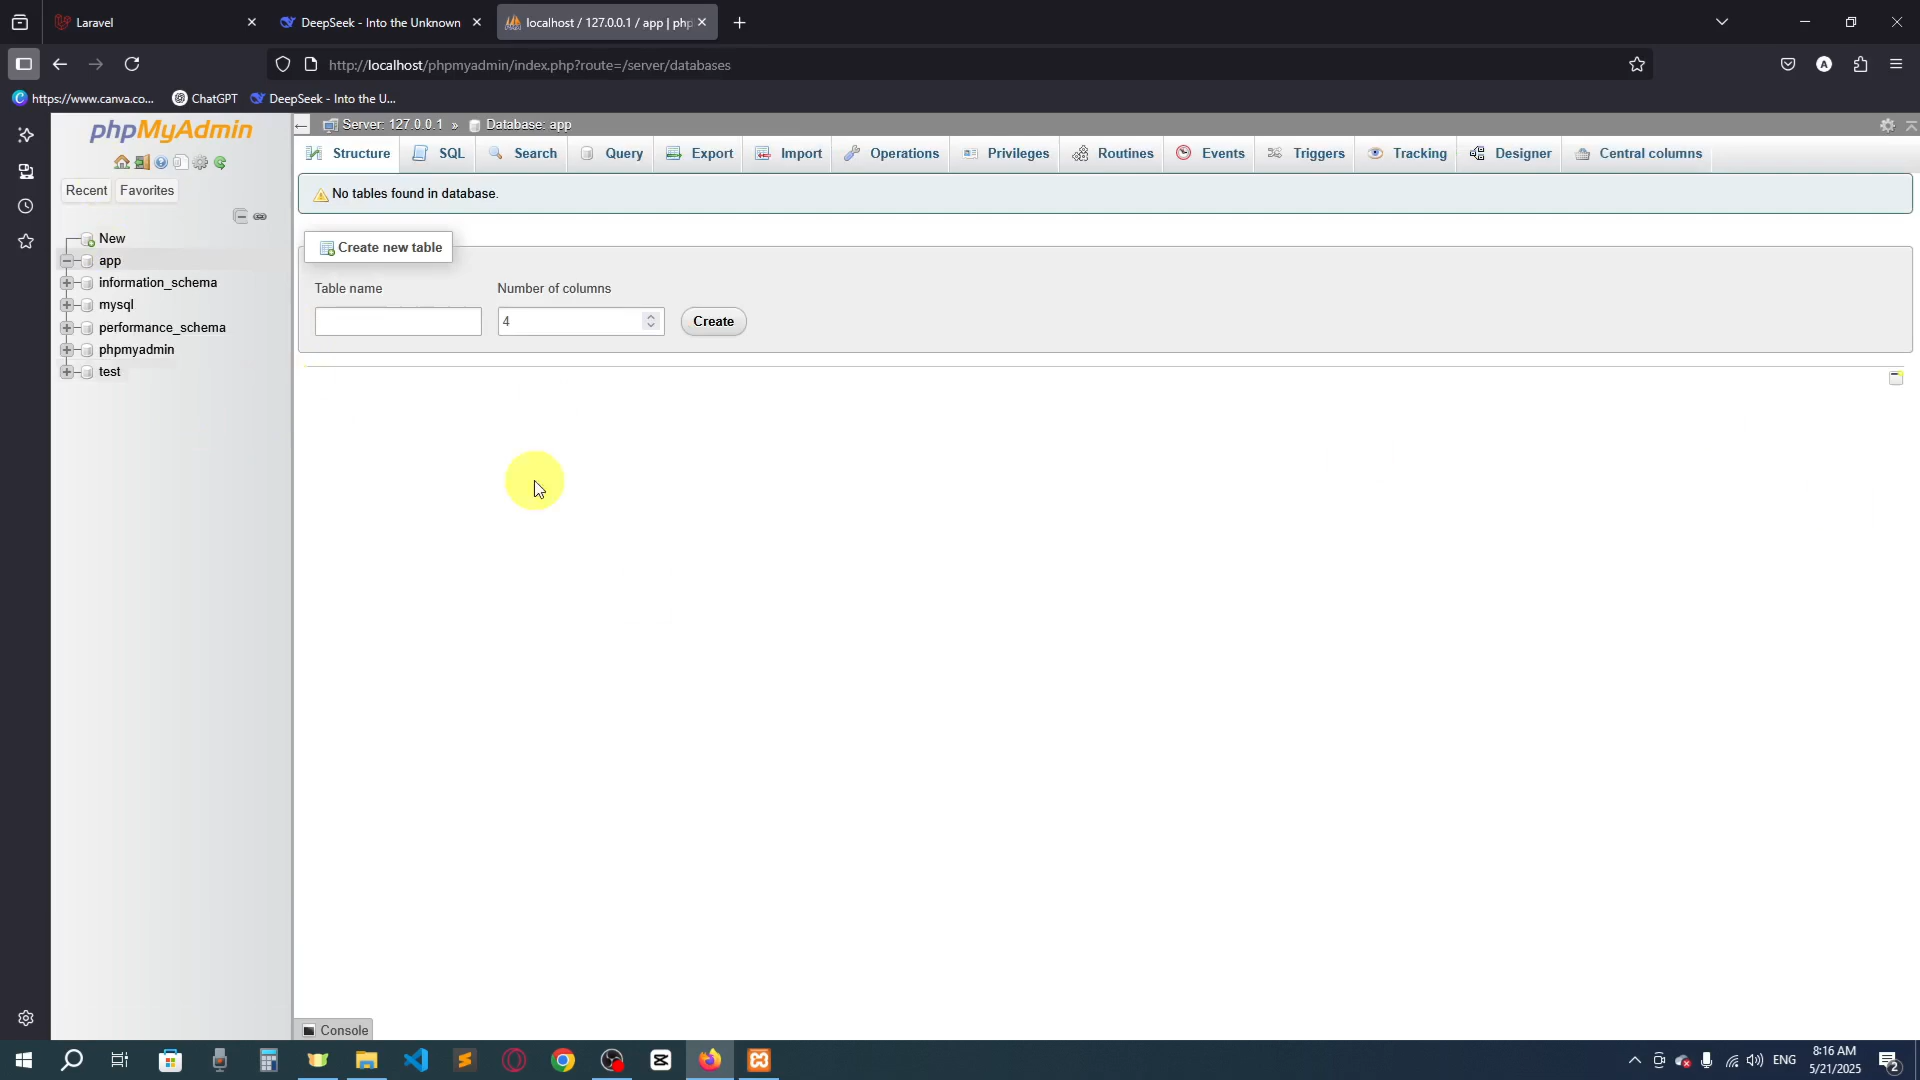 Laravel
DeepSeek - Into the Unknown
localhost / 127.0.0.1 / app | php
http://localhost/phpmyadmin/index.php?route=/server/databases
A
https://www.canva.co...
ChatGPT
DeepSeek - Into the U...
phpMyAdmin
Recent
Favorites
New
app
information_schema
mysql
performance_schema
phpmyadmin
test
Server: 127.0.0.1 » Database: app
Structure
SQL
Search
Query
Export
Import
Operations
Privileges
Routines
Events
Triggers
Tracking
Designer
Central columns
No tables found in database.
Create new table
Table name
Number of columns
4
Create
Console
ENG
8:16 AM
5/21/2025
2